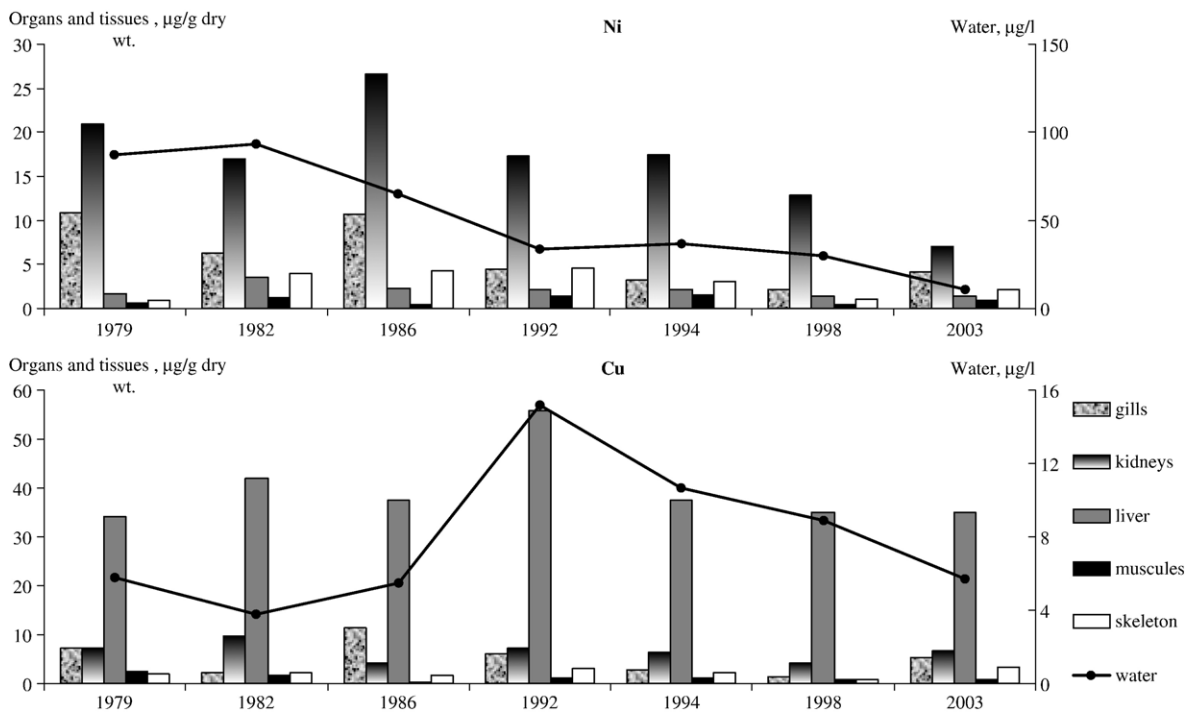 Organs and tissues , µg/g dry wt.
Ni
Water, µg/l
30
25
20
15
10
5
0
150
100
50
0
1979 1982 1986 1992 1994 1998 2003
Organs and tissues , µg/g dry wt.
Cu
Water, µg/l
60
50
40
30
20
10
0
16
12
8
4
0
1979 1982 1986 1992 1994 1998 2003
gills
kidneys
liver
muscules
skeleton
water